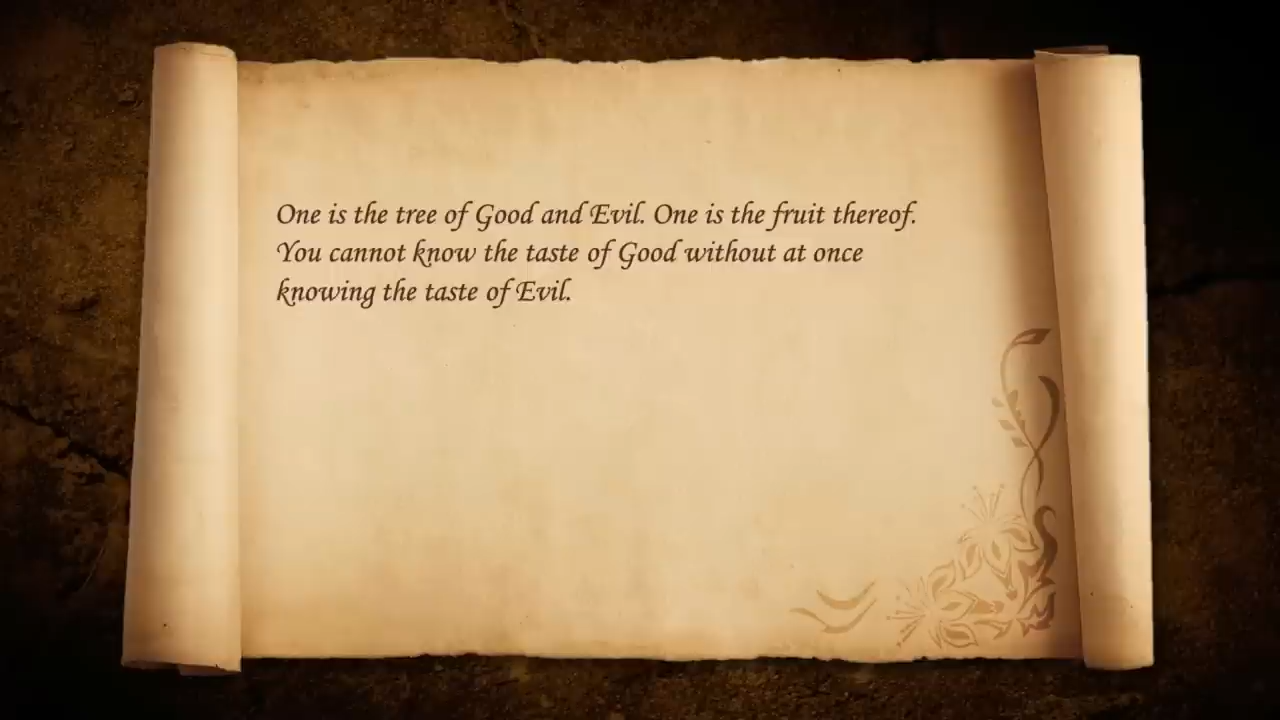 One is the tree of Good and Evil. One is the fruit thereof.
You cannot know the taste of Good without at once
knowing the taste of Evil.